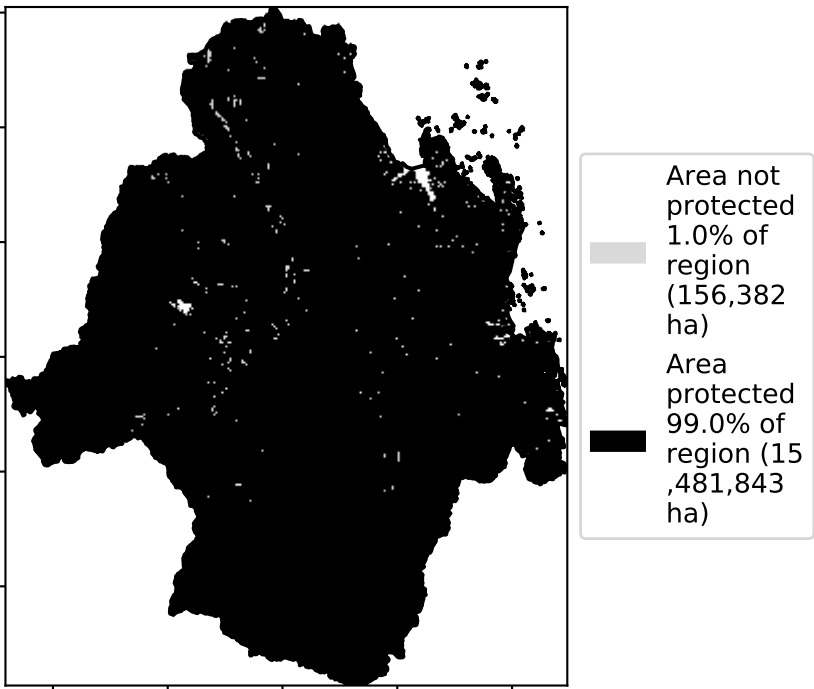 Area not
protected
1.0% of
region
(156,382
ha)
Area
protected
99.0% of
region (15
,481,843
ha)